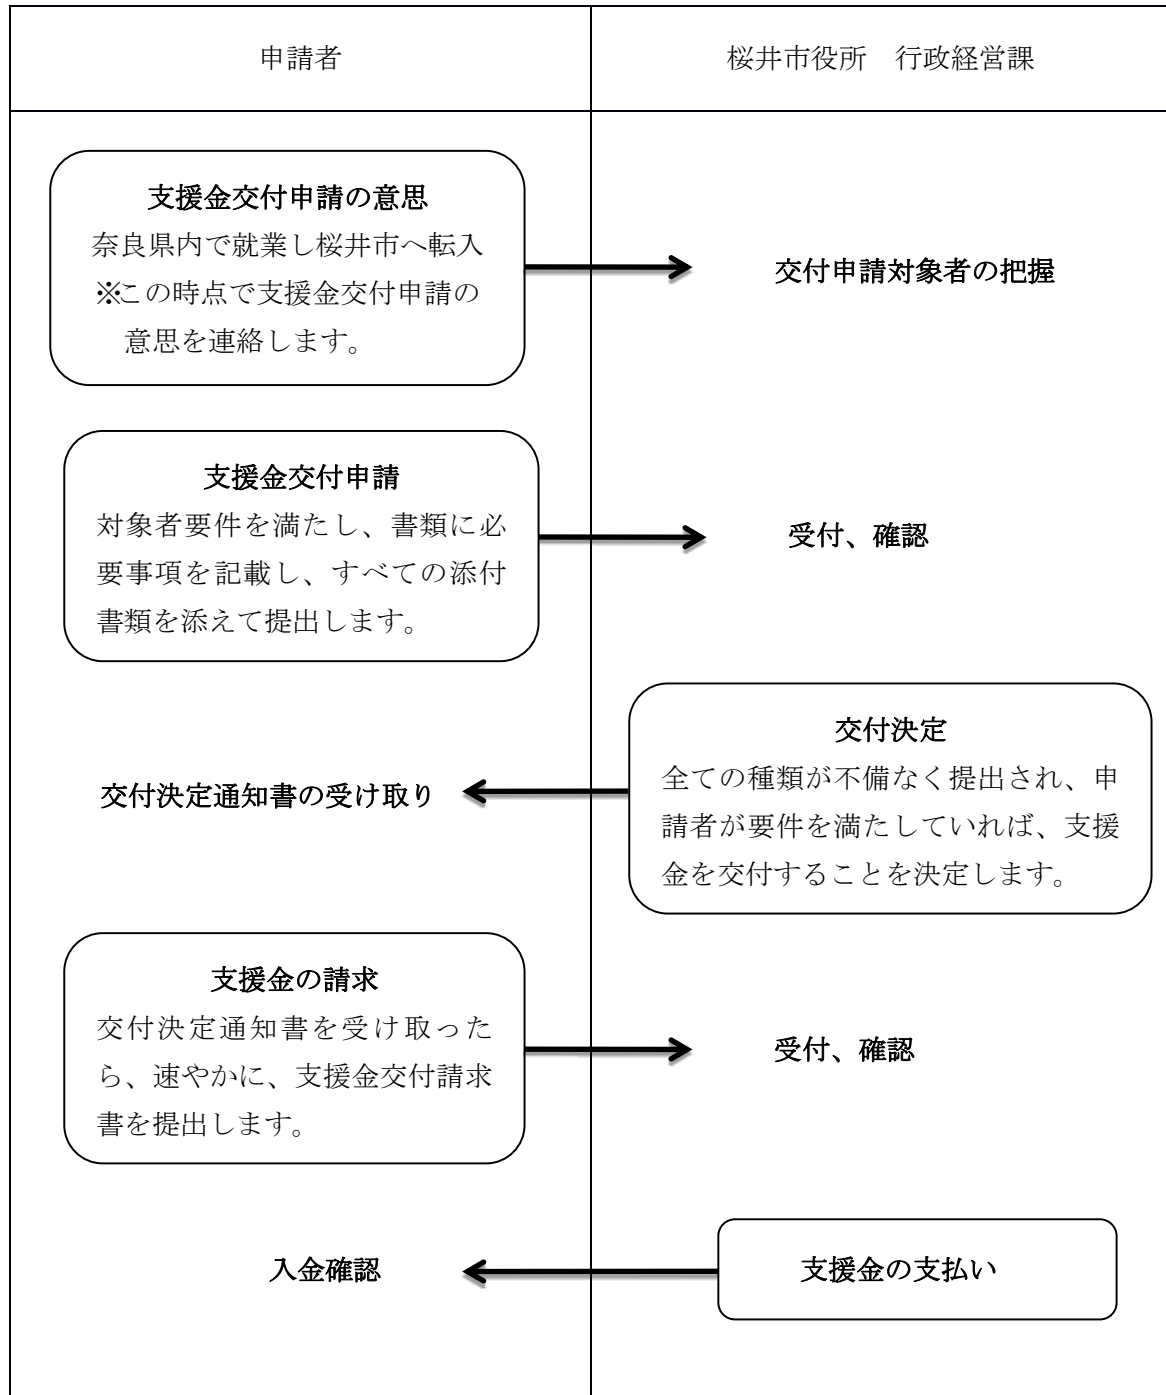 申請者
桜井市役所　行政経営課
支援金交付申請の意思
奈良県内で就業し桜井市へ転入
※この時点で支援金交付申請の
意思を連絡します。
交付申請対象者の把握
支援金交付申請
対象者要件を満たし、書類に必
要事項を記載し、すべての添付
書類を添えて提出します。
受付、確認
交付決定
全ての種類が不備なく提出され、申
請者が要件を満たしていれば、支援
金を交付することを決定します。
交付決定通知書の受け取り
支援金の請求
交付決定通知書を受け取った
ら、速やかに、支援金交付請求
書を提出します。
受付、確認
支援金の支払い
入金確認